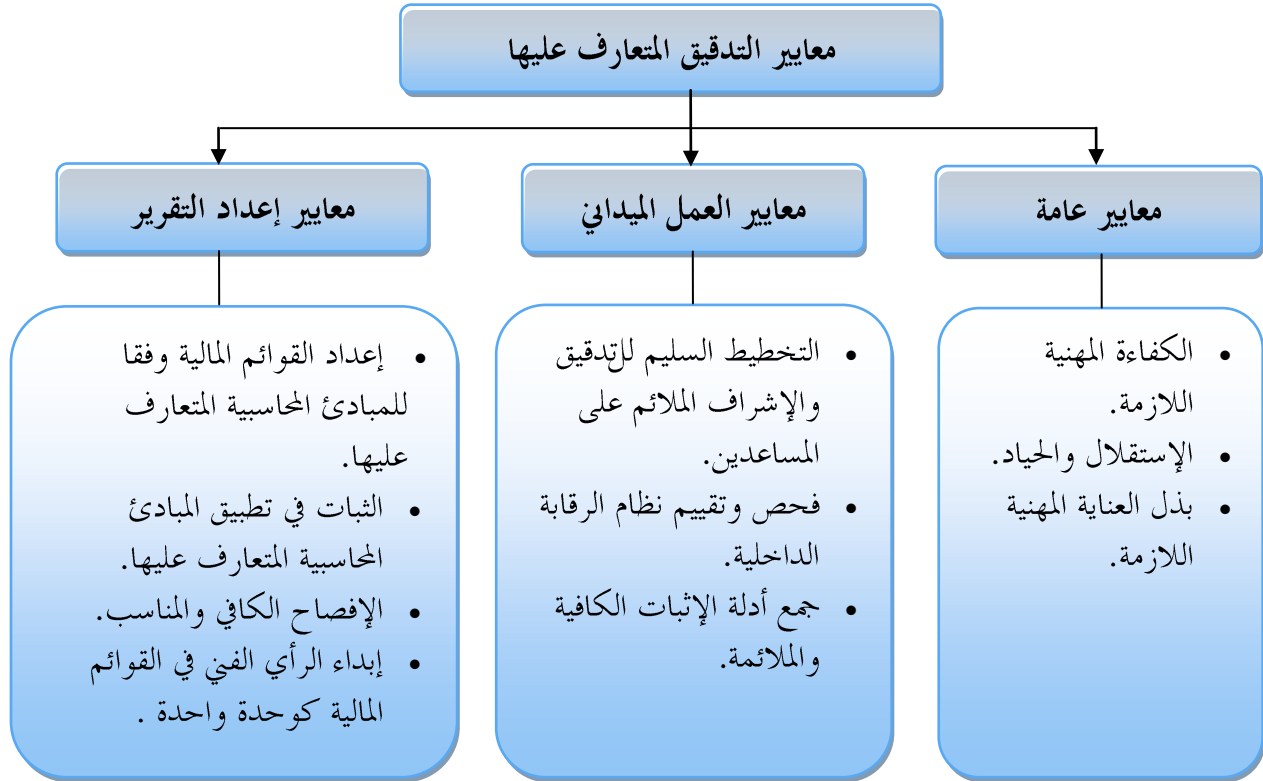 معايير التدقيق المتعارف عليها
معايير عامة
معايير العمل الميداني
معايير إعداد التقرير
• الكفاءة المهنية
اللازمة.
• الإستقلال والحياد.
• بذل العناية المهنية
اللازمة.
• التخطيط السليم للتدقيق
والإشراف الملائم على
المساعدين.
• فحص وتقييم نظام الرقابة
الداخلية.
• جمع أدلة الإثبات الكافية
والملائمة.
• إعداد القوائم المالية وفقا
للمبادئ المحاسبية المتعارف
عليها.
• الثبات في تطبيق المبادئ
المحاسبية المتعارف عليها.
• الإفصاح الكافي والمناسب.
• إبداء الرأي الفني في القوائم
المالية كوحدة واحدة .